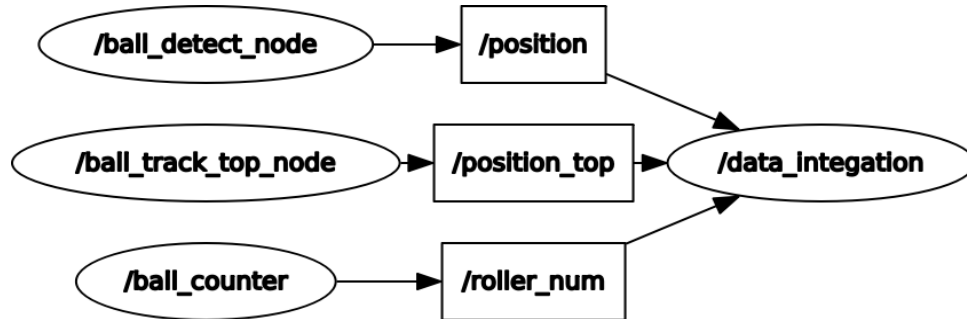 /ball_detect_node
/position
/ball_track_top_node
/position_top
/data_integation
/ball_counter
/roller_num